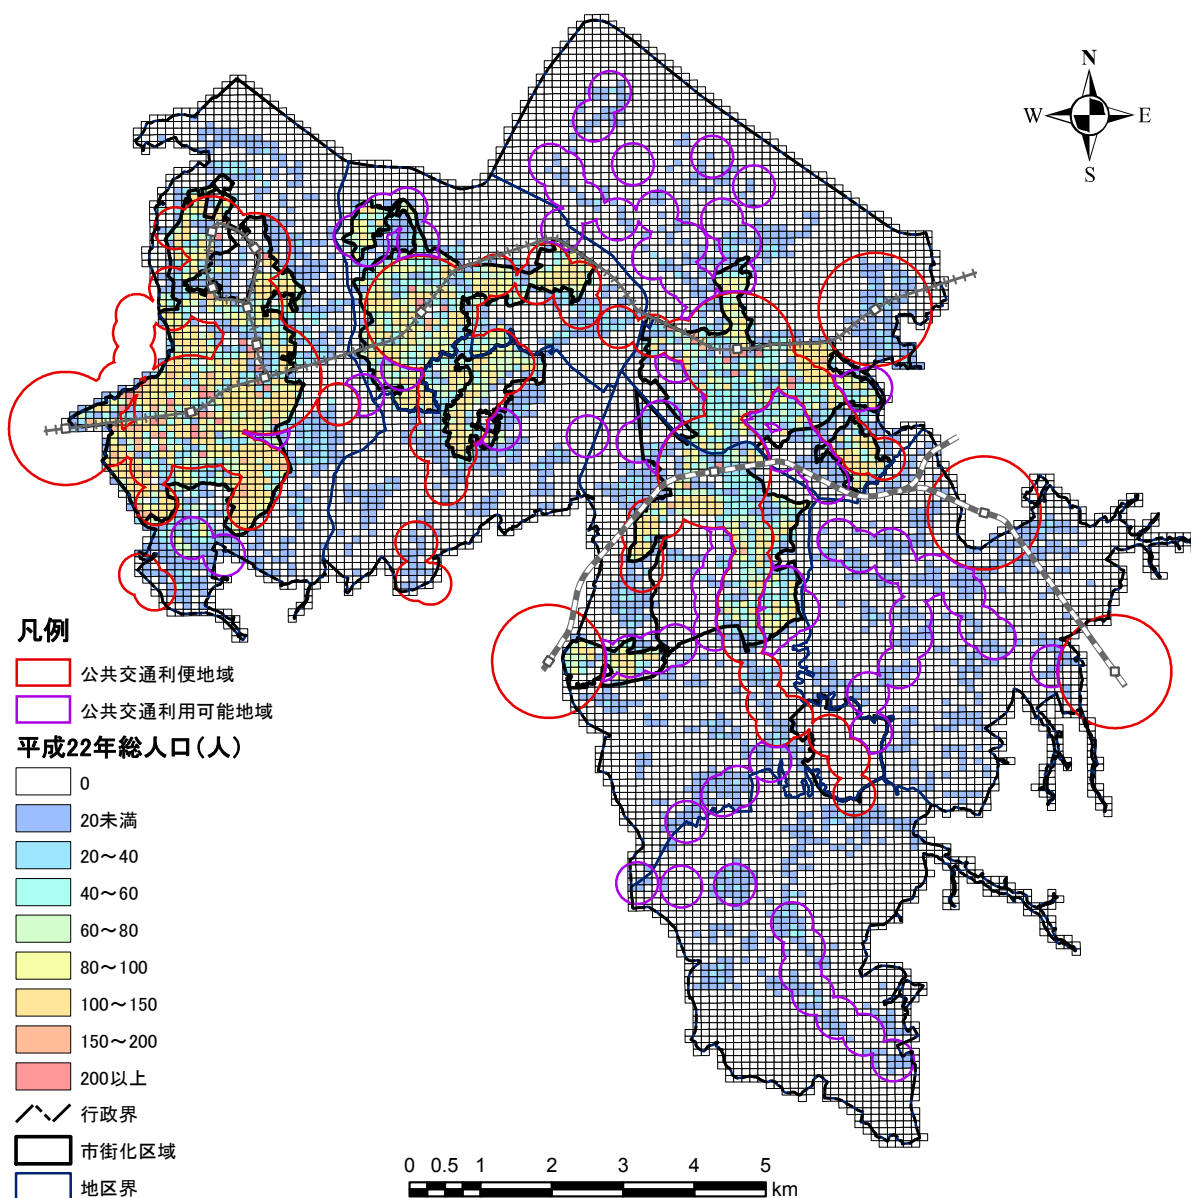 N
W E
S
凡例
公共交通利便地域
公共交通利用可能地域
平成22年総人口(人)
0
20未満
20～40
40～60
60～80
80～100
100～150
150～200
200以上
行政界
市街化区域
地区界
0 0.5 1 2 3 4 5
km